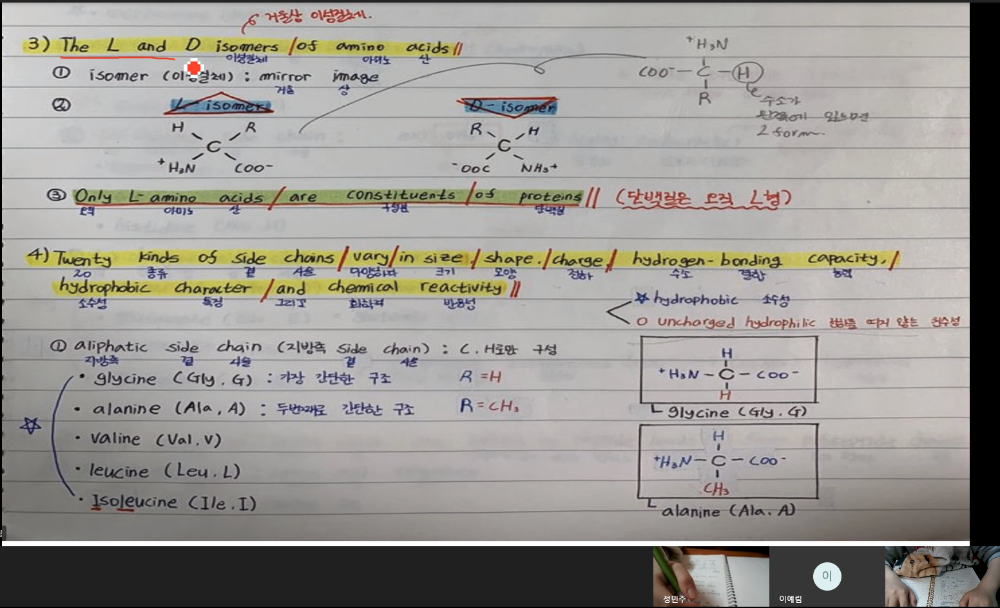 거울상 이성질체.
3) The L and D isomers / of amino acids //
이성질체 아미노 산
① isomer (이성질체) : mirror image
거울 상
② L-isomer D-isomer
H R
C
+H₃N COO-
R H
C
-OOC NH₃+
+H₃N
COO- - C - H
R
수소가
왼쪽에 있으면
2 form.
③ Only L-amino acids / are constituents / of proteins // (단백질은 오직 L형)
오직 아미노 산 구성원 단백질
4) Twenty kinds of side chains / vary / in size, / shape, / charge, / hydrogen-bonding capacity, /
20 종류 곁 사슬 다양하다 크기 모양 전하 수소 결합 능력
hydrophobic character / and chemical reactivity //
소수성 특징 그리고 화학적 반응성
☆ hydrophobic 소수성
o uncharged hydrophilic 전하를 띄지 않는 친수성
① aliphatic side chain (지방족 side chain) : C, H로만 구성
지방족 곁 사슬 곁 사슬
• glycine (Gly, G) : 가장 간단한 구조 R = H
• alanine (Ala, A) : 두번째로 간단한 구조 R = CH₃
• valine (Val, V)
• leucine (Leu, L)
• Isoleucine (Ile, I)
H
+H₃N - C - COO-
H
glycine (Gly, G)
H
+H₃N - C - COO-
CH₃
alanine (Ala, A)
정민주
이
이예림